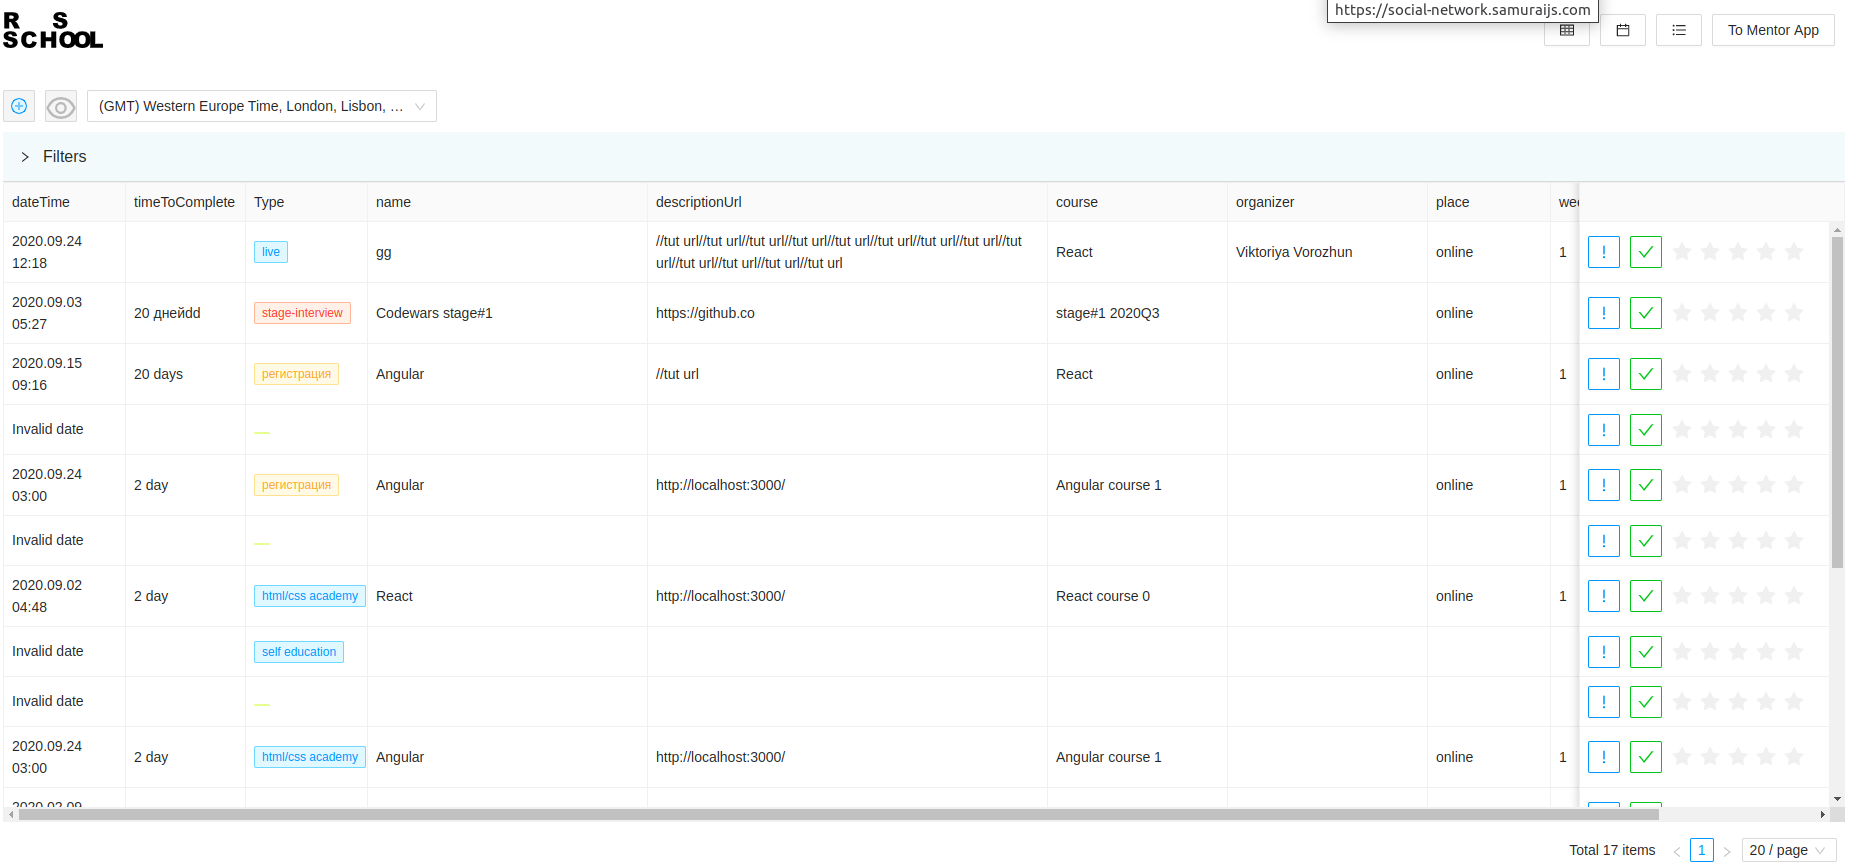 https://social-network.samuraijs.com
R S
SCHOOL
To Mentor App
(GMT) Western Europe Time, London, Lisbon, ...
Filters
dateTime timeToComplete Type name descriptionUrl course organizer place
2020.09.24
12:18
live
gg
//tut url//tut url//tut url//tut url//tut url//tut url//tut url//tut url//tut
url//tut url//tut url//tut url//tut url
React
Viktoriya Vorozhun
online
1
2020.09.03
05:27
20 днейdd
stage-interview
Codewars stage#1
https://github.co
stage#1 2020Q3
online
2020.09.15
09:16
20 days
регистрация
Angular
//tut url
React
online
1
Invalid date
2020.09.24
03:00
2 day
регистрация
Angular
http://localhost:3000/
Angular course 1
online
1
Invalid date
2020.09.02
04:48
2 day
html/css academy
React
http://localhost:3000/
React course 0
online
1
Invalid date
self education
Invalid date
2020.09.24
03:00
2 day
html/css academy
Angular
http://localhost:3000/
Angular course 1
online
1
2020.02.09
Total 17 items
1
20 / page